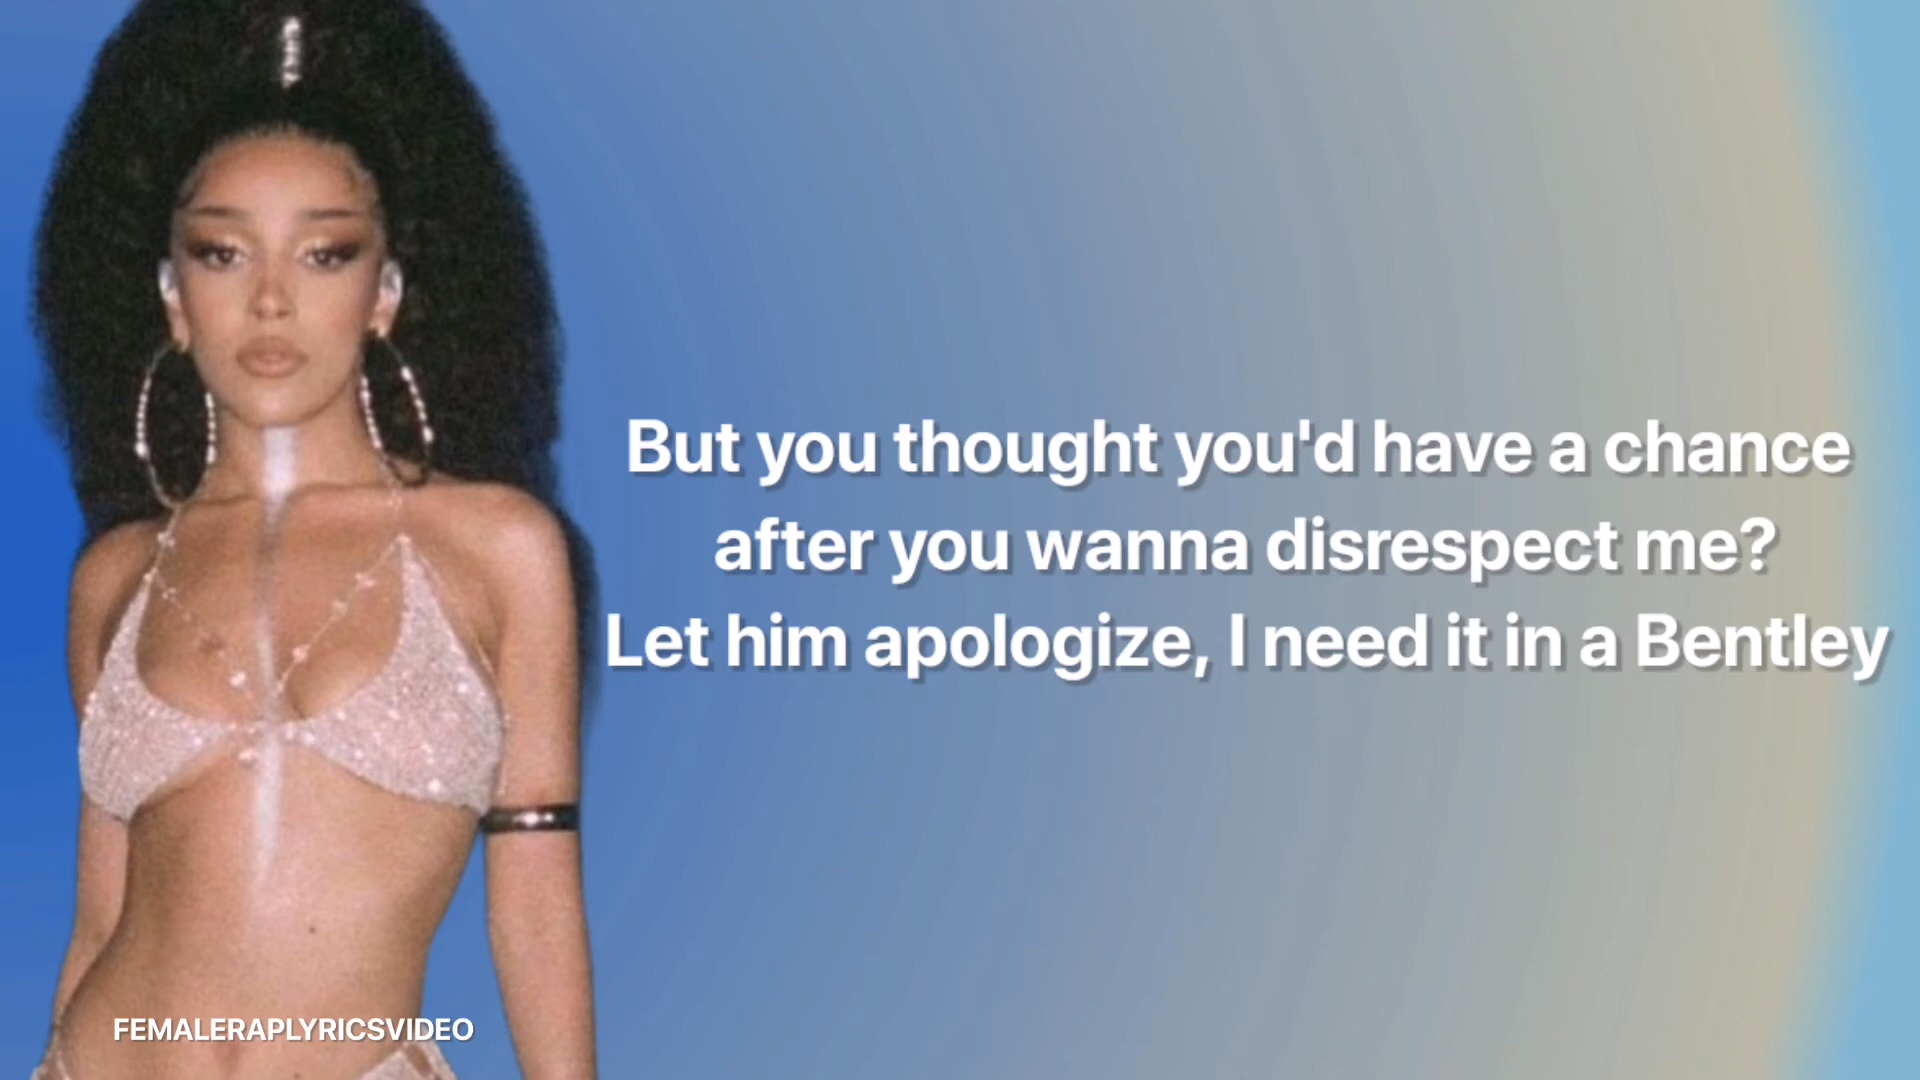 But you thought you'd have a chance
after you wanna disrespect me?
Let him apologize, I need it in a Bentley
FEMALERAPLYRICSVIDEO